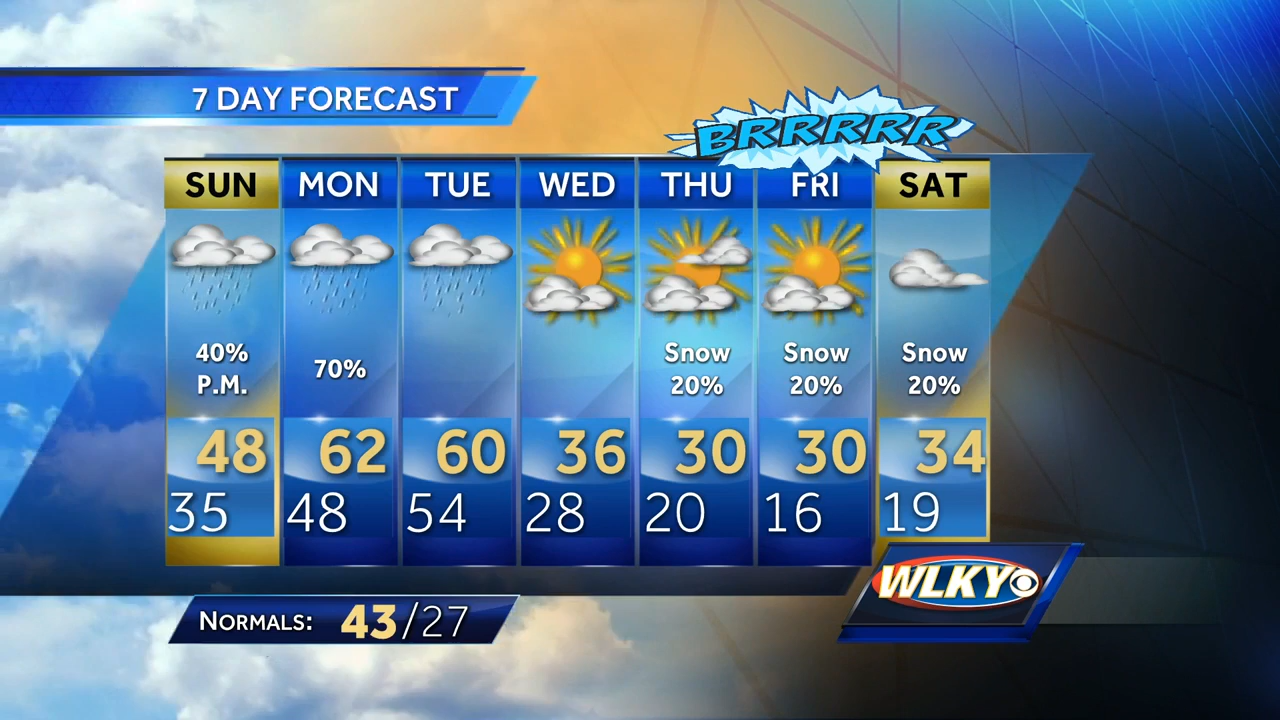 7 DAY FORECAST
BRRRRR
SUN MON TUE WED THU FRI SAT
40% P.M. 70% Snow 20% Snow 20% Snow 20%
48 62 60 36 30 30 34
35 48 54 28 20 16 19
WLKY
NORMALS: 43/27